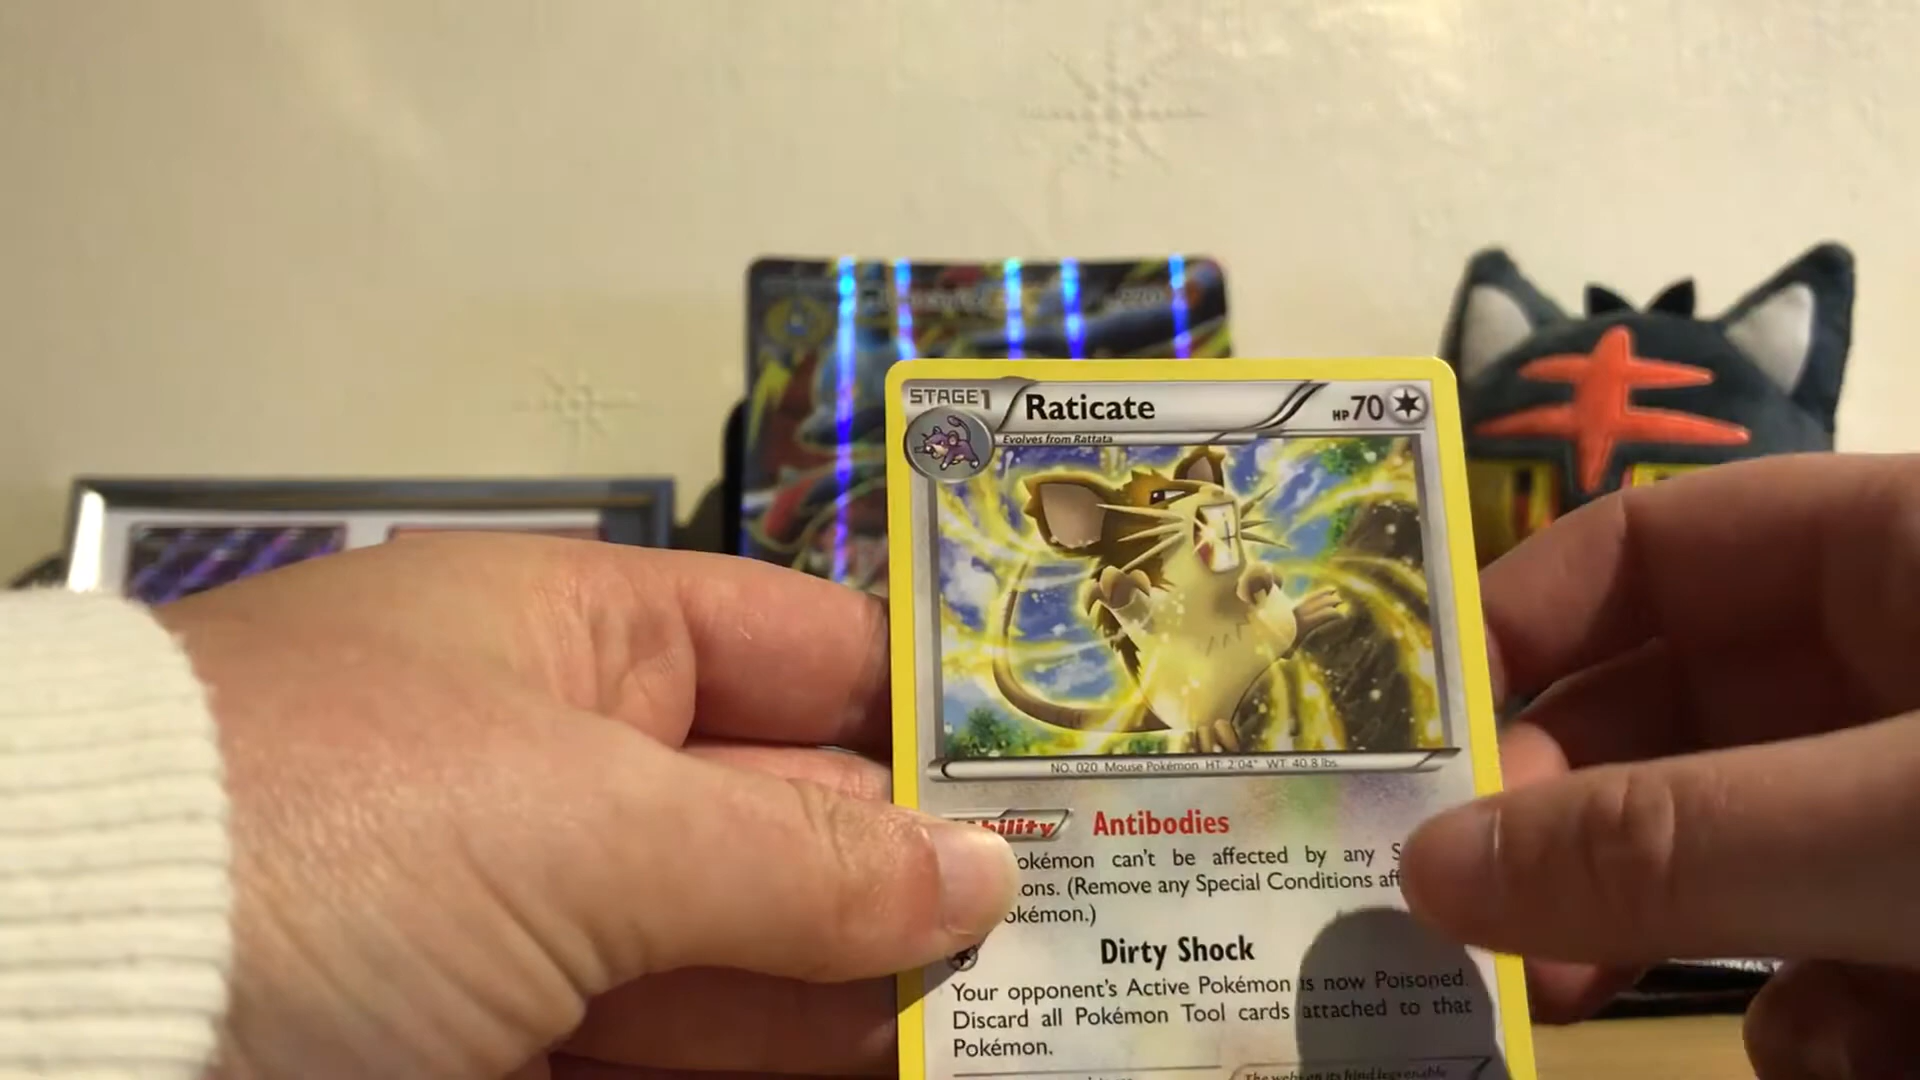 STAGE1
Raticate
HP70
Evolves from Rattata
NO. 020 Mouse Pokémon HT: 2'04" WT: 40.8 lbs.
Ability Antibodies
okémon can't be affected by any S
ons. (Remove any Special Conditions aff
okémon.)
Dirty Shock
Your opponent's Active Pokémon is now Poisoned.
Discard all Pokémon Tool cards attached to that
Pokémon.